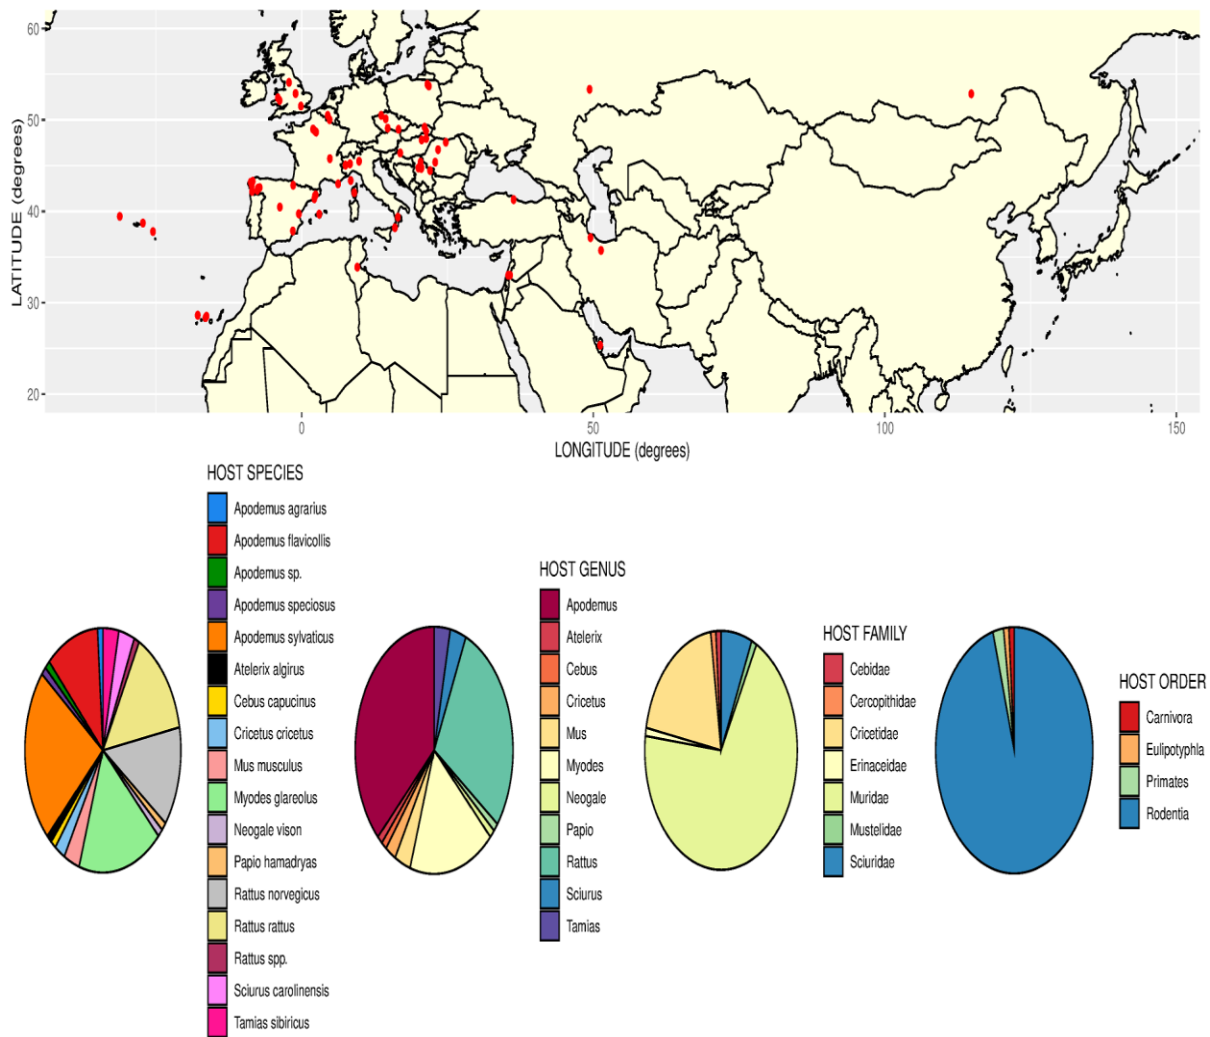 60
50
40
30
20
LATITUDE (degrees)
0
50
100
150
LONGITUDE (degrees)
HOST SPECIES
Apodemus agrarius
Apodemus flavicollis
Apodemus sp.
Apodemus speciosus
Apodemus sylvaticus
Atelerix algirus
Cebus capucinus
Cricetus cricetus
Mus musculus
Myodes glareolus
Neogale vison
Papio hamadryas
Rattus norvegicus
Rattus rattus
Rattus spp.
Sciurus carolinensis
Tamias sibiricus
HOST GENUS
Apodemus
Atelerix
Cebus
Cricetus
Mus
Myodes
Neogale
Papio
Rattus
Sciurus
Tamias
HOST FAMILY
Cebidae
Cercopithidae
Cricetidae
Erinaceidae
Muridae
Mustelidae
Sciuridae
HOST ORDER
Carnivora
Eulipotyphla
Primates
Rodentia